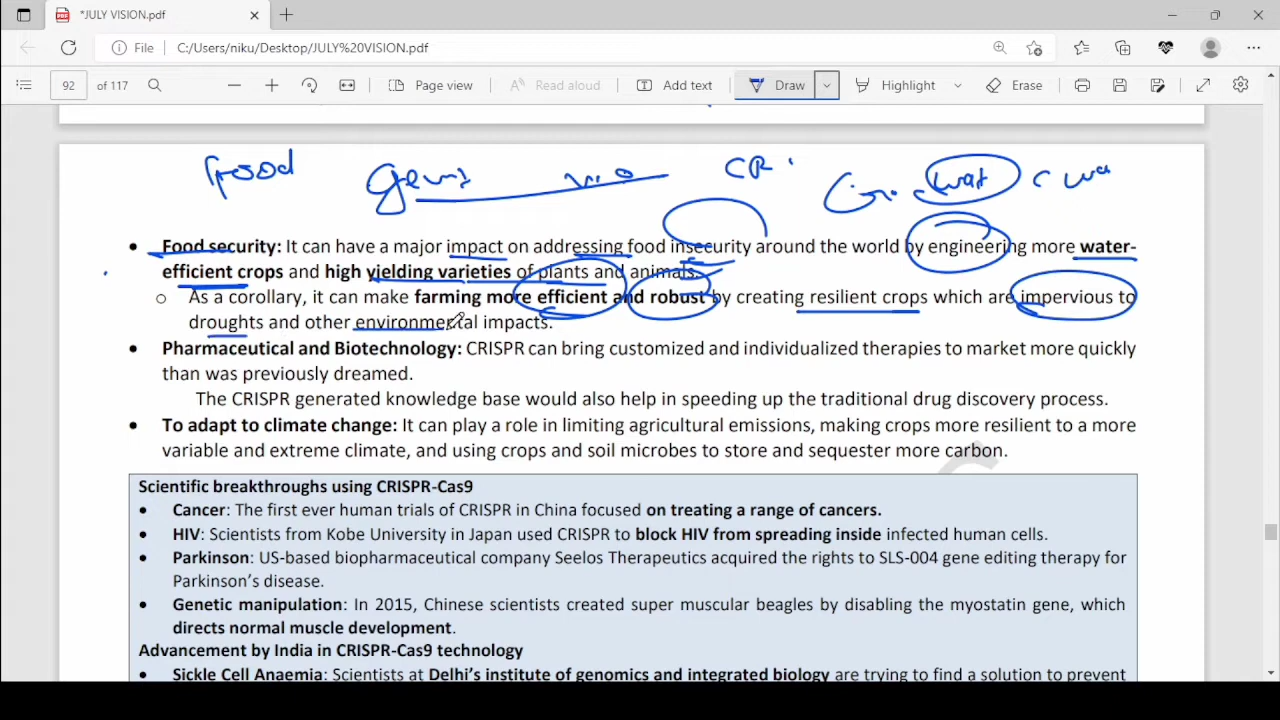 *JULY VISION.pdf
File C:/Users/niku/Desktop/JULY%20VISION.pdf
92 of 117 Page view Read aloud Add text Draw Highlight Erase
food CR
Food security: It can have a major impact on addressing food insecurity around the world by engineering more water-
efficient crops and high yielding varieties of plants and animals.
As a corollary, it can make farming more efficient and robust by creating resilient crops which are impervious to
droughts and other environmental impacts.
Pharmaceutical and Biotechnology: CRISPR can bring customized and individualized therapies to market more quickly
than was previously dreamed.
The CRISPR generated knowledge base would also help in speeding up the traditional drug discovery process.
To adapt to climate change: It can play a role in limiting agricultural emissions, making crops more resilient to a more
variable and extreme climate, and using crops and soil microbes to store and sequester more carbon.
Scientific breakthroughs using CRISPR-Cas9
Cancer: The first ever human trials of CRISPR in China focused on treating a range of cancers.
HIV: Scientists from Kobe University in Japan used CRISPR to block HIV from spreading inside infected human cells.
Parkinson: US-based biopharmaceutical company Seelos Therapeutics acquired the rights to SLS-004 gene editing therapy for
Parkinson's disease.
Genetic manipulation: In 2015, Chinese scientists created super muscular beagles by disabling the myostatin gene, which
directs normal muscle development.
Advancement by India in CRISPR-Cas9 technology
Sickle Cell Anaemia: Scientists at Delhi's institute of genomics and integrated biology are trying to find a solution to prevent